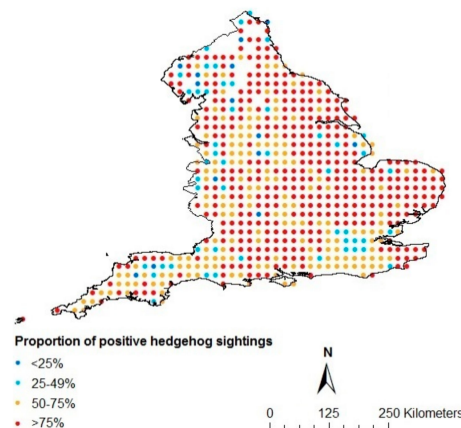 Proportion of positive hedgehog sightings
<25%
25-49%
50-75%
>75%
N
0 125 250 Kilometers